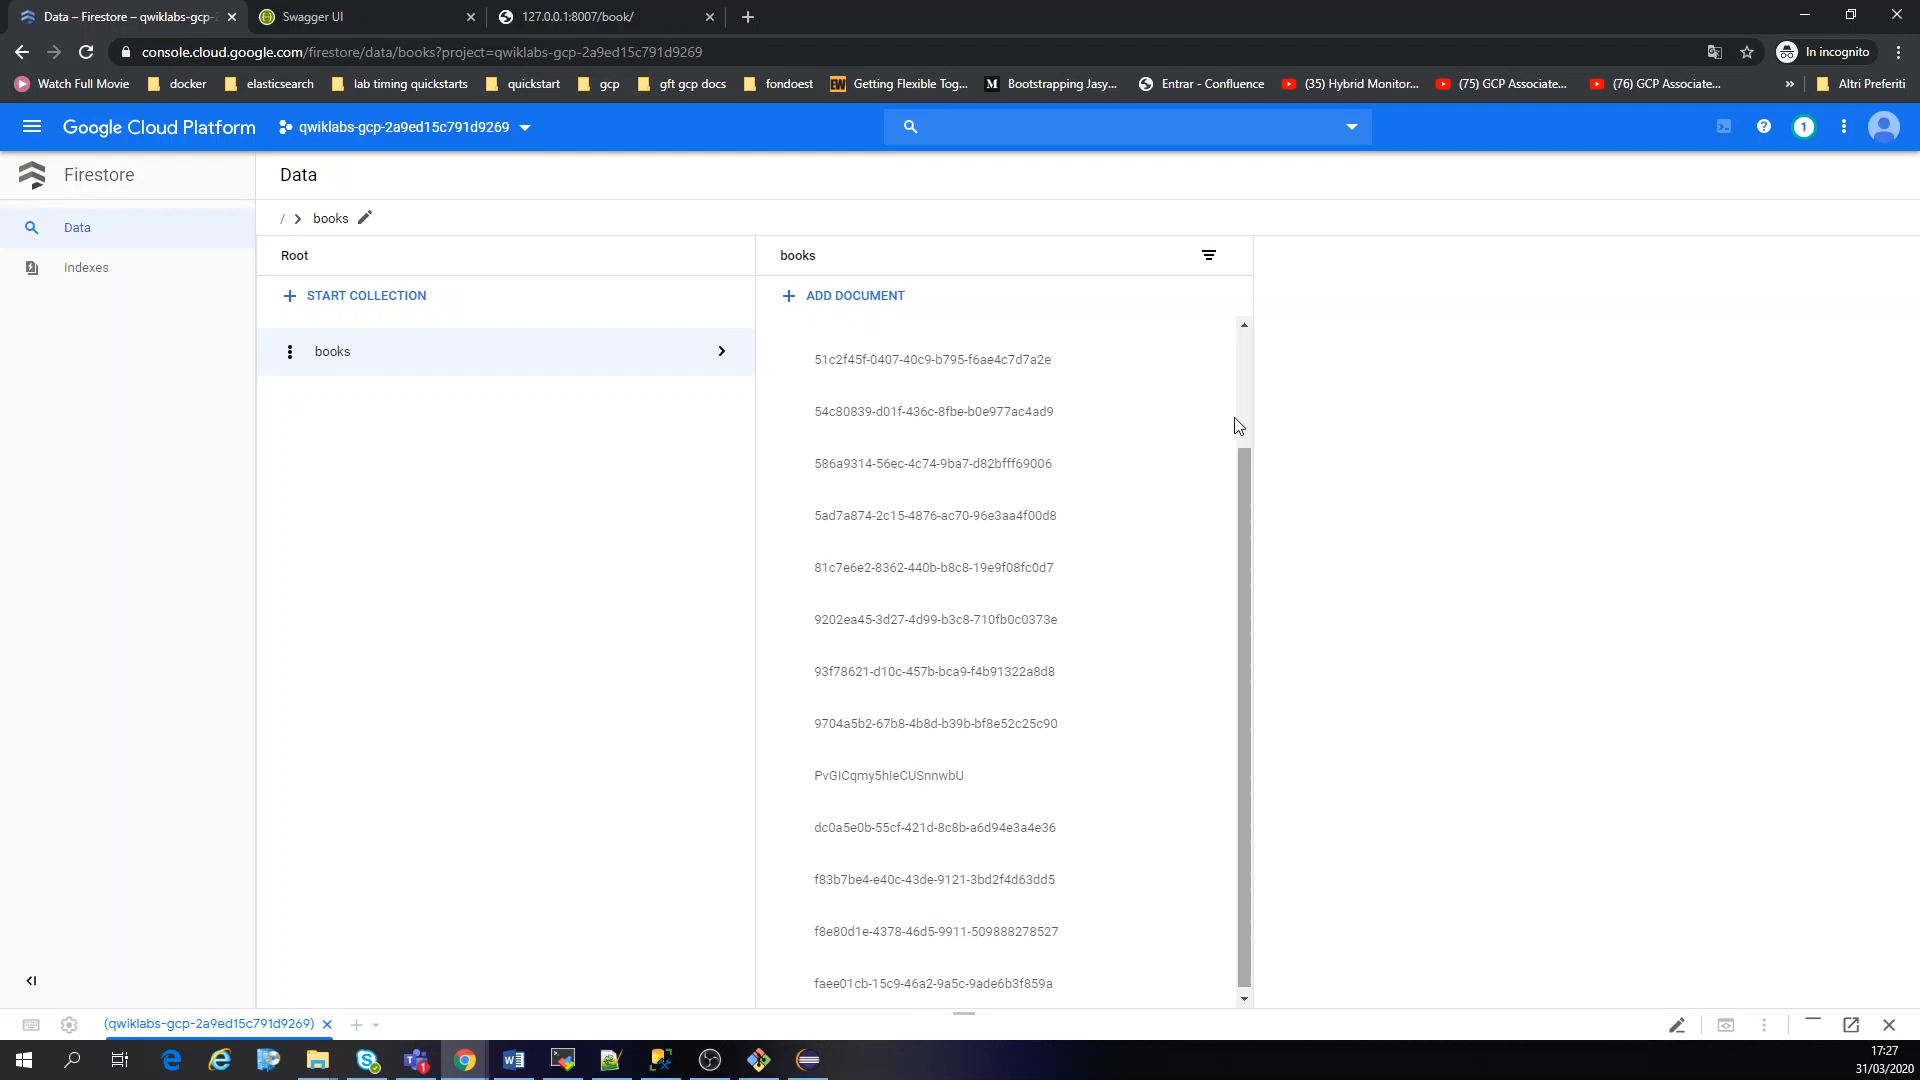 Data – Firestore – qwiklabs-gcp-2
Swagger UI
127.0.0.1:8007/book/
console.cloud.google.com/firestore/data/books?project=qwiklabs-gcp-2a9ed15c791d9269
In incognito
Watch Full Movie
docker
elasticsearch
lab timing quickstarts
quickstart
gcp
gft gcp docs
fondoest
Getting Flexible Tog...
Bootstrapping Jasy...
Entrar - Confluence
(35) Hybrid Monitor...
(75) GCP Associate...
(76) GCP Associate...
»
Altri Preferiti
Google Cloud Platform
qwiklabs-gcp-2a9ed15c791d9269
1
Firestore
Data
Data
Indexes
/ > books
Root
books
+ START COLLECTION
+ ADD DOCUMENT
books
51c2f45f-0407-40c9-b795-f6ae4c7d7a2e
54c80839-d01f-436c-8fbe-b0e977ac4ad9
586a9314-56ec-4c74-9ba7-d82bfff69006
5ad7a874-2c15-4876-ac70-96e3aa4f00d8
81c7e6e2-8362-440b-b8c8-19e9f08fc0d7
9202ea45-3d27-4d99-b3c8-710fb0c0373e
93f78621-d10c-457b-bca9-f4b91322a8d8
9704a5b2-67b8-4b8d-b39b-bf8e52c25c90
PvGICqmy5hIeCUSnnwbU
dc0a5e0b-55cf-421d-8c8b-a6d94e3a4e36
f83b7be4-e40c-43de-9121-3bd2f4d63dd5
f8e80d1e-4378-46d5-9911-509888278527
faee01cb-15c9-46a2-9a5c-9ade6b3f859a
(qwiklabs-gcp-2a9ed15c791d9269)
17:27
31/03/2020